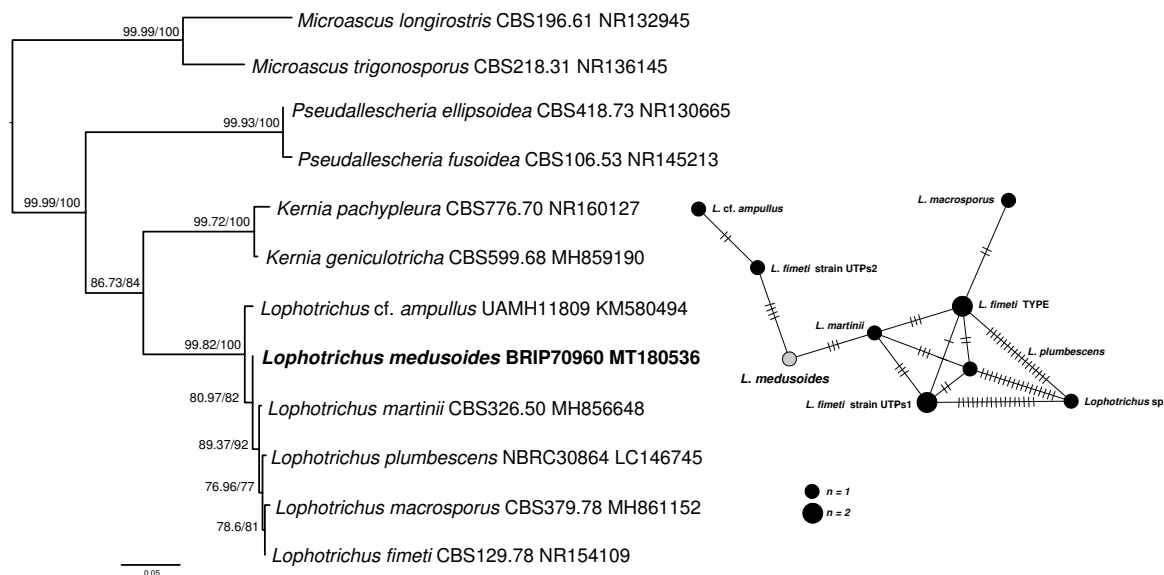 Microascus longirostris CBS196.61 NR132945
99.99/100
Microascus trigonosporus CBS218.31 NR136145
Pseudallescheria ellipsoidea CBS418.73 NR130665
99.93/100
Pseudallescheria fusoidea CBS106.53 NR145213
99.99/100
Kernia pachypleura CBS776.70 NR160127
99.72/100
Kernia geniculotricha CBS599.68 MH859190
86.73/84
Lophotrichus cf. ampullus UAMH11809 KM580494
99.82/100
Lophotrichus medusoides BRIP70960 MT180536
80.97/82
Lophotrichus martinii CBS326.50 MH856648
89.37/92
Lophotrichus plumbescens NBRC30864 LC146745
76.96/77
Lophotrichus macrosporus CBS379.78 MH861152
78.6/81
Lophotrichus fimeti CBS129.78 NR154109
0.05
L. cf. ampullus
L. macrosporus
L. fimeti strain UTPs2
L. fimeti TYPE
L. martinii
L. plumbescens
L. medusoides
L. fimeti strain UTPs1
Lophotrichus sp
n = 1
n = 2